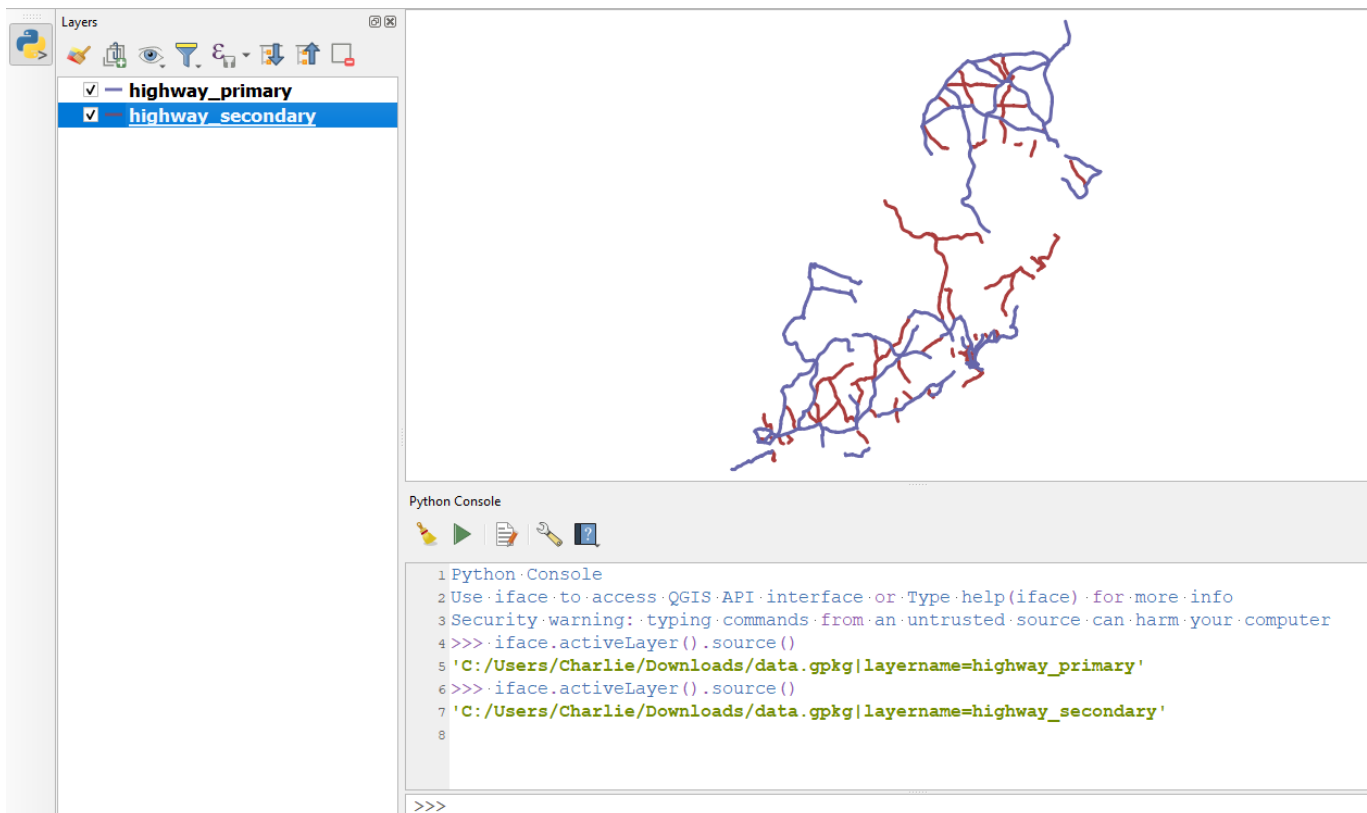 Layers
highway_primary
highway_secondary
Python Console
1 Python Console
2 Use iface to access QGIS API interface or Type help(iface) for more info
3 Security warning: typing commands from an untrusted source can harm your computer
4 >>> iface.activeLayer().source()
5 'C:/Users/Charlie/Downloads/data.gpkg|layername=highway_primary'
6 >>> iface.activeLayer().source()
7 'C:/Users/Charlie/Downloads/data.gpkg|layername=highway_secondary'
8
>>>